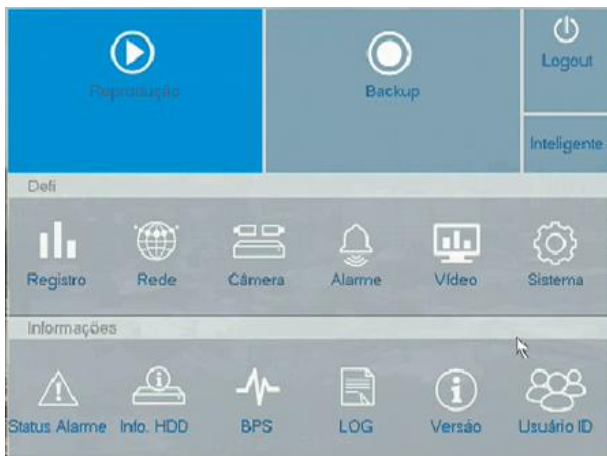 Logout
Reprodução
Backup
Inteligente
Defi
Registro
Rede
Câmera
Alarme
Vídeo
Sistema
Informações
Status Alarme
Info. HDD
BPS
LOG
Versão
Usuário ID